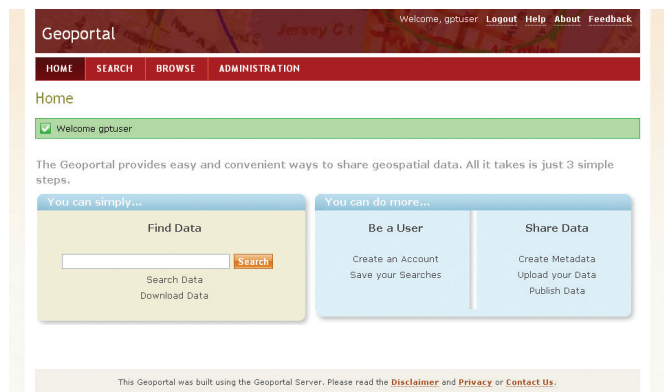 Welcome, gptuser Logout Help About Feedback
Geoportal
HOME SEARCH BROWSE ADMINISTRATION
Home
Welcome gptuser
The Geoportal provides easy and convenient ways to share geospatial data. All it takes is just 3 simple
steps.
You can simply...
Find Data
Search
Search Data
Download Data
You can do more...
Be a User
Create an Account
Save your Searches
Share Data
Create Metadata
Upload your Data
Publish Data
This Geoportal was built using the Geoportal Server. Please read the Disclaimer and Privacy or Contact Us.